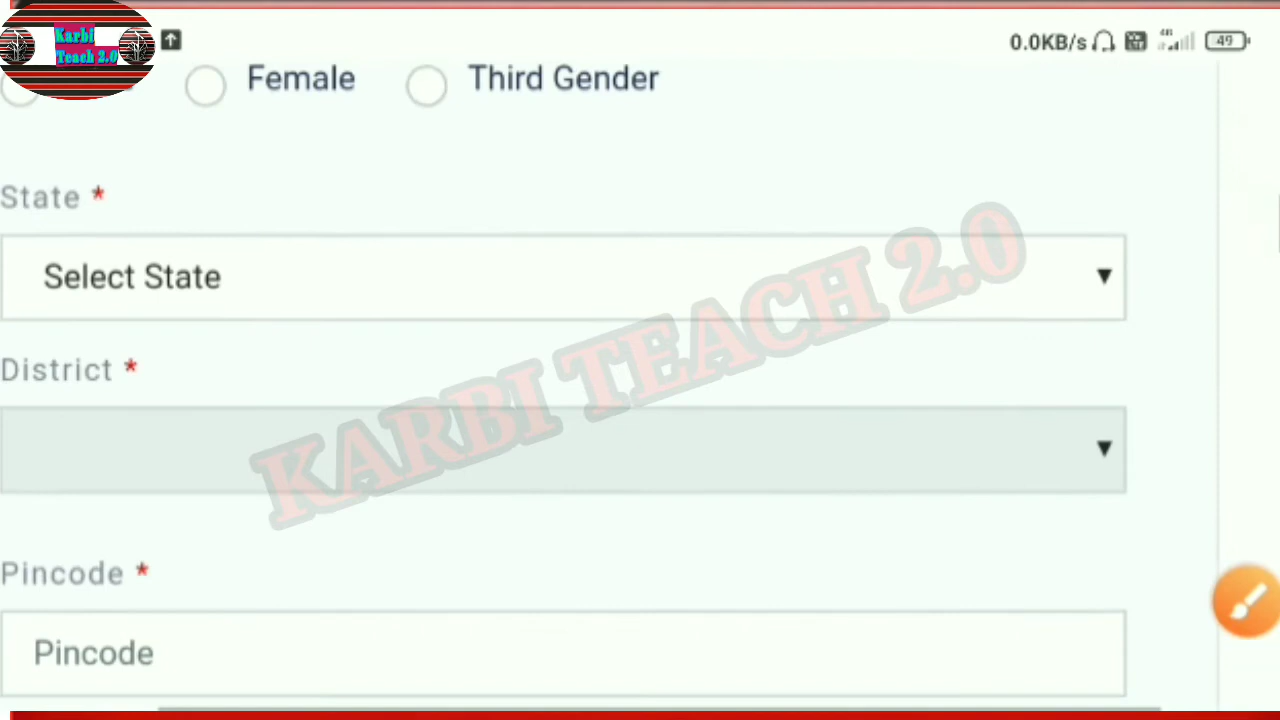 Karbi
Teach 2.0
0.0KB/s
4G
49
Female
Third Gender
State *
Select State
District *
Pincode *
Pincode
KARBI TEACH 2.0